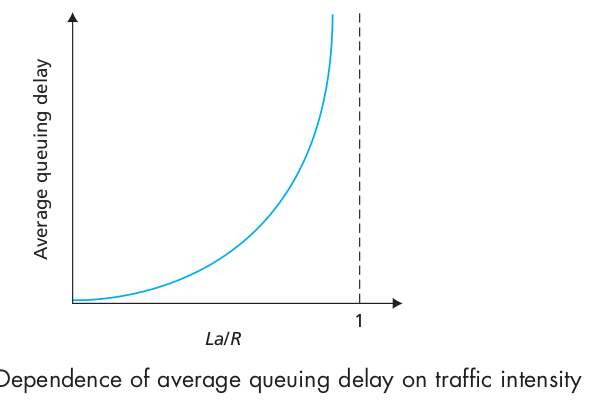 Average queuing delay
1
La/R
Dependence of average queuing delay on traffic intensity